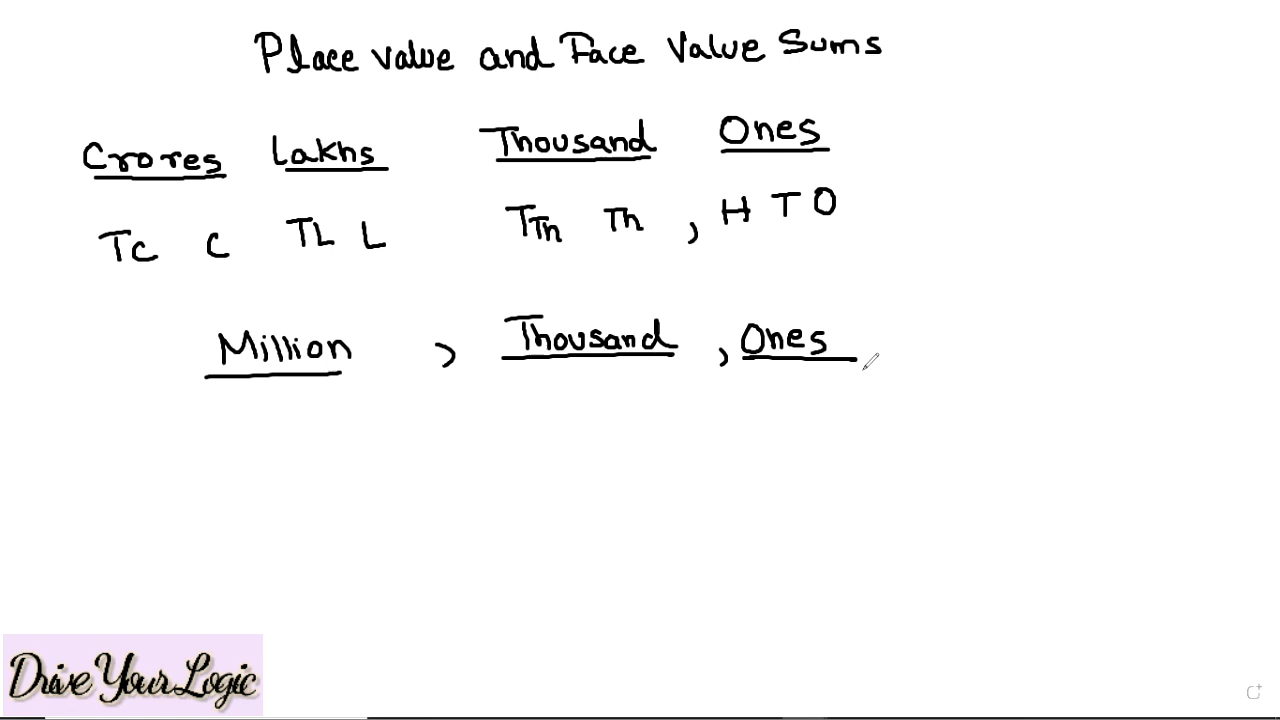 Place value and Face Value Sums
Crores Lakhs Thousand Ones
TC C TL L TTh Th , H T O
Million , Thousand , Ones
Drive Your Logic